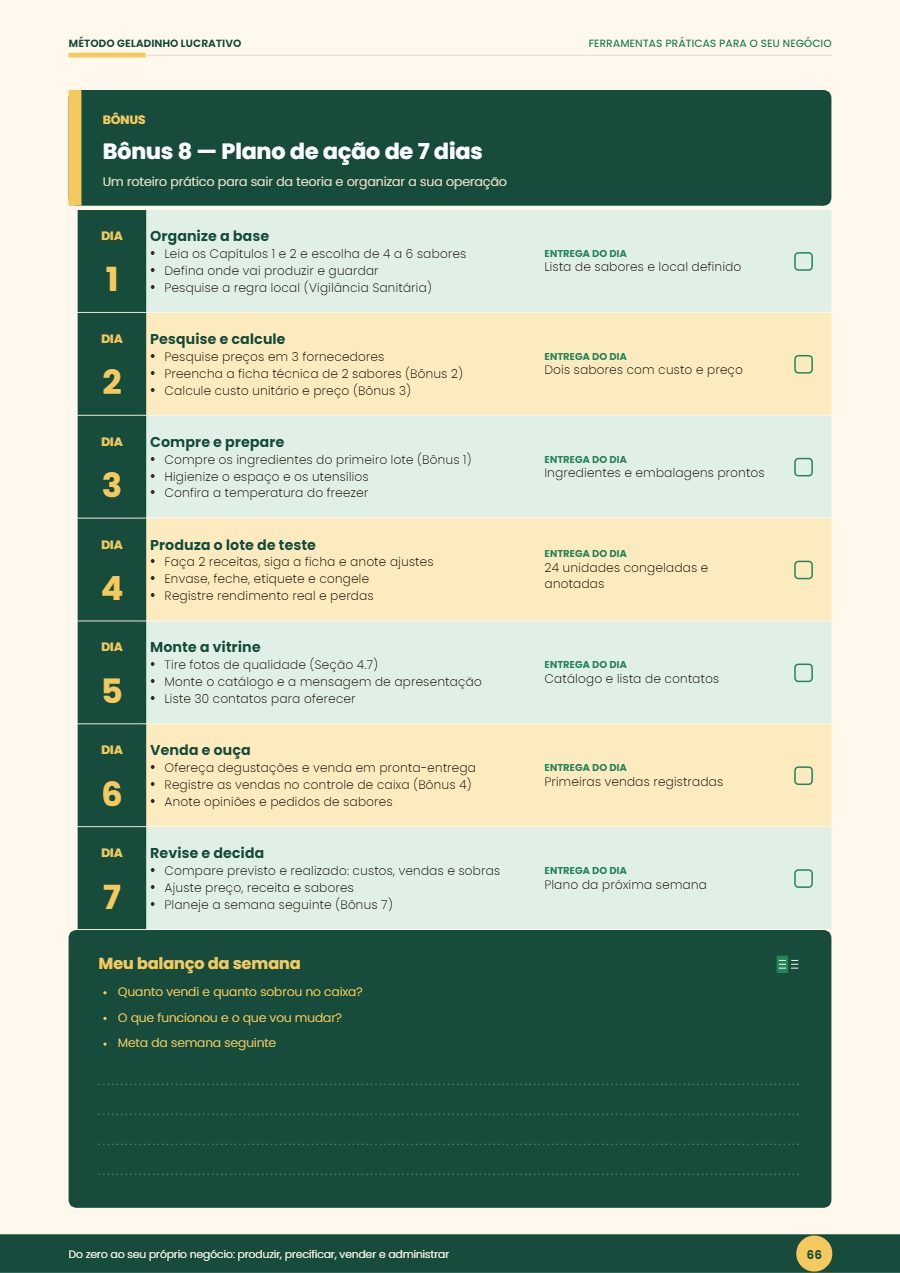 MÉTODO GELADINHO LUCRATIVO
FERRAMENTAS PRÁTICAS PARA O SEU NEGÓCIO
BÔNUS
Bônus 8 — Plano de ação de 7 dias
Um roteiro prático para sair da teoria e organizar a sua operação
DIA
1
Organize a base
• Leia os Capítulos 1 e 2 e escolha de 4 a 6 sabores
• Defina onde vai produzir e guardar
• Pesquise a regra local (Vigilância Sanitária)
ENTREGA DO DIA
Lista de sabores e local definido
DIA
2
Pesquise e calcule
• Pesquise preços em 3 fornecedores
• Preencha a ficha técnica de 2 sabores (Bônus 2)
• Calcule custo unitário e preço (Bônus 3)
ENTREGA DO DIA
Dois sabores com custo e preço
DIA
3
Compre e prepare
• Compre os ingredientes do primeiro lote (Bônus 1)
• Higienize o espaço e os utensílios
• Confira a temperatura do freezer
ENTREGA DO DIA
Ingredientes e embalagens prontos
DIA
4
Produza o lote de teste
• Faça 2 receitas, siga a ficha e anote ajustes
• Envase, feche, etiquete e congele
• Registre rendimento real e perdas
ENTREGA DO DIA
24 unidades congeladas e
anotadas
DIA
5
Monte a vitrine
• Tire fotos de qualidade (Seção 4.7)
• Monte o catálogo e a mensagem de apresentação
• Liste 30 contatos para oferecer
ENTREGA DO DIA
Catálogo e lista de contatos
DIA
6
Venda e ouça
• Ofereça degustações e venda em pronta-entrega
• Registre as vendas no controle de caixa (Bônus 4)
• Anote opiniões e pedidos de sabores
ENTREGA DO DIA
Primeiras vendas registradas
DIA
7
Revise e decida
• Compare previsto e realizado: custos, vendas e sobras
• Ajuste preço, receita e sabores
• Planeje a semana seguinte (Bônus 7)
ENTREGA DO DIA
Plano da próxima semana
Meu balanço da semana
• Quanto vendi e quanto sobrou no caixa?
• O que funcionou e o que vou mudar?
• Meta da semana seguinte
Do zero ao seu próprio negócio: produzir, precificar, vender e administrar
66